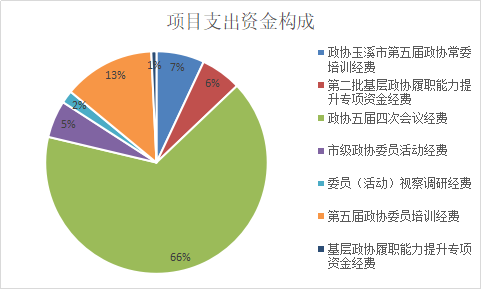 项目支出资金构成
1%
7%
6%
13%
2%
5%
66%
政协玉溪市第五届政协常委
培训经费
第二批基层政协履职能力提
升专项资金经费
政协五届四次会议经费
市级政协委员活动经费
委员（活动）视察调研经费
第五届政协委员培训经费
基层政协履职能力提升专项
资金经费